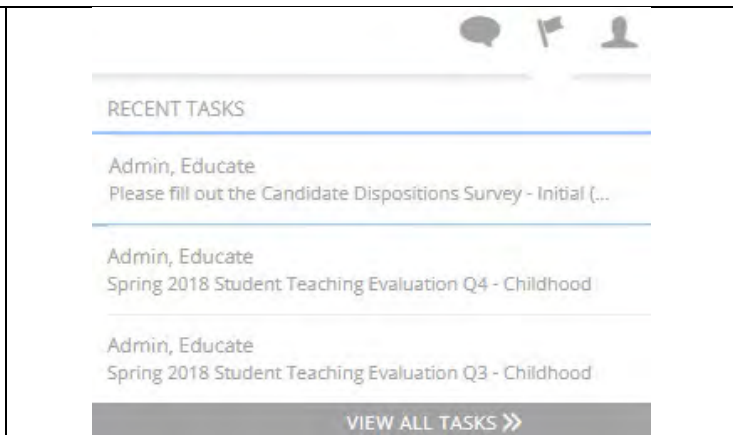 RECENT TASKS
Admin, Educate
Please fill out the Candidate Dispositions Survey - Initial (...
Admin, Educate
Spring 2018 Student Teaching Evaluation Q4 - Childhood
Admin, Educate
Spring 2018 Student Teaching Evaluation Q3 - Childhood
VIEW ALL TASKS »